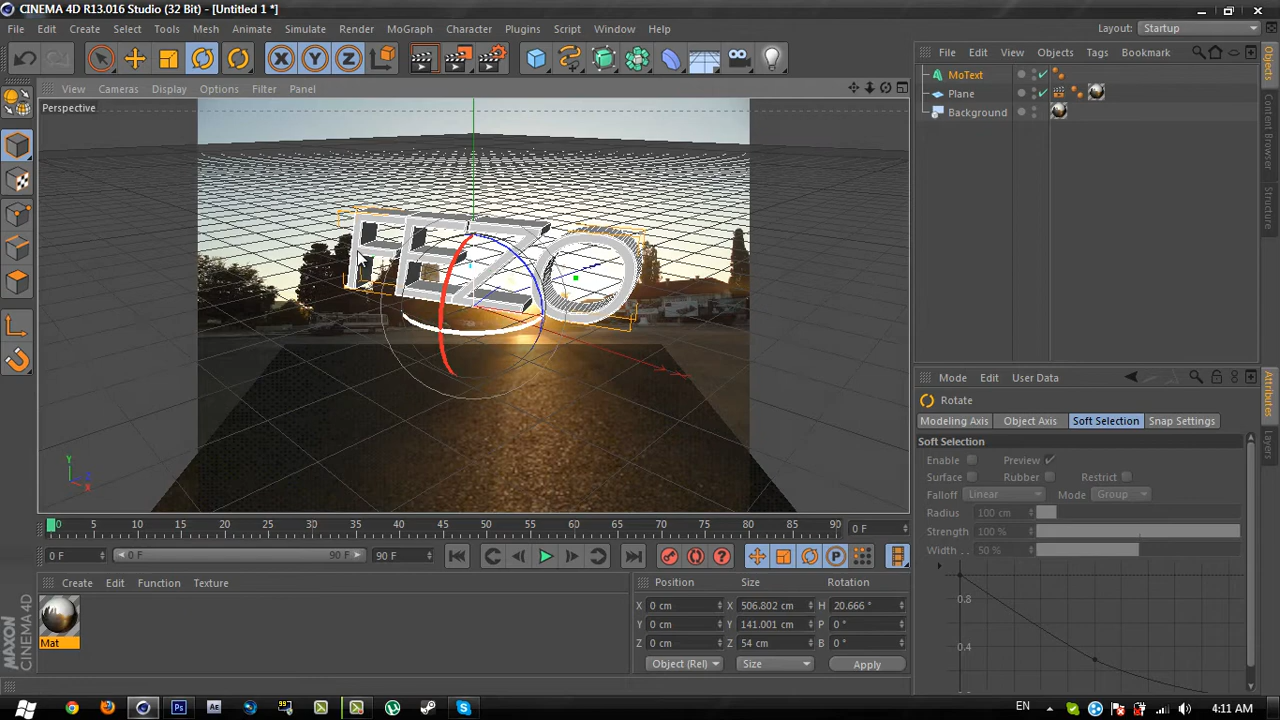 CINEMA 4D R13.016 Studio (32 Bit) - [Untitled 1 *]
File Edit Create Select Tools Mesh Animate Simulate Render MoGraph Character Plugins Script Window Help
Layout: Startup
X Y Z
View Cameras Display Options Filter Panel
Perspective
FEZO
Y
Z
X
File Edit View Objects Tags Bookmark
MoText
Plane
Background
Objects
Content Browser
Structure
Mode Edit User Data
Rotate
Modeling Axis Object Axis Soft Selection Snap Settings
Soft Selection
Enable Preview
Surface Rubber Restrict
Falloff Linear Mode Group
Radius 100 cm
Strength 100 %
Width . . 50 %
0.8
0.4
Attributes
Layers
0 5 10 15 20 25 30 35 40 45 50 55 60 65 70 75 80 85 90 0 F
0 F 0 F 90 F 90 F
Create Edit Function Texture
Mat
MAXON
CINEMA 4D
Position Size Rotation
X 0 cm X 506.802 cm H 20.666 °
Y 0 cm Y 141.001 cm P 0 °
Z 0 cm Z 54 cm B 0 °
Object (Rel) Size Apply
EN 4:11 AM